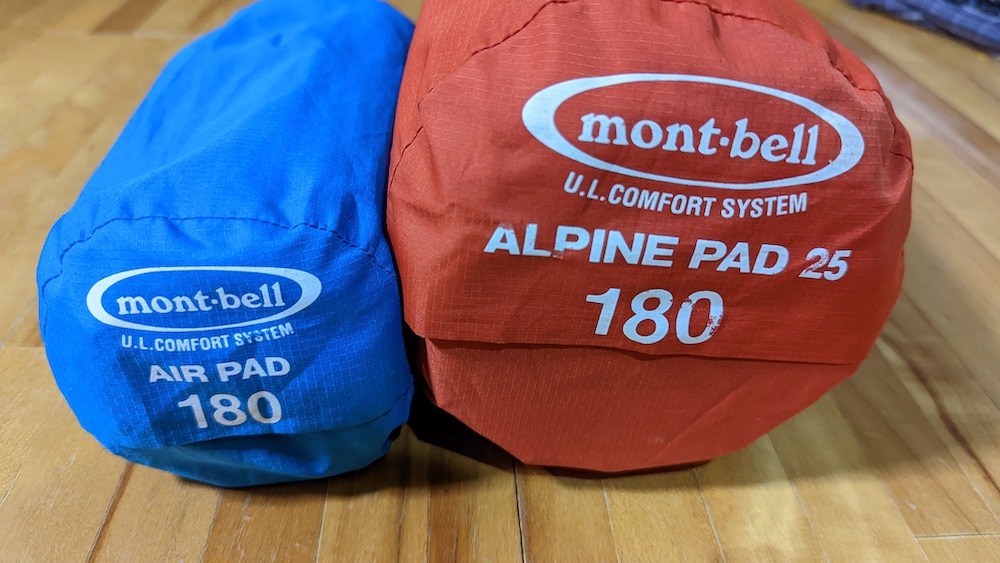 mont-bell
U.L.COMFORT SYSTEM
AIR PAD
180
mont-bell
U.L.COMFORT SYSTEM
ALPINE PAD 25
180